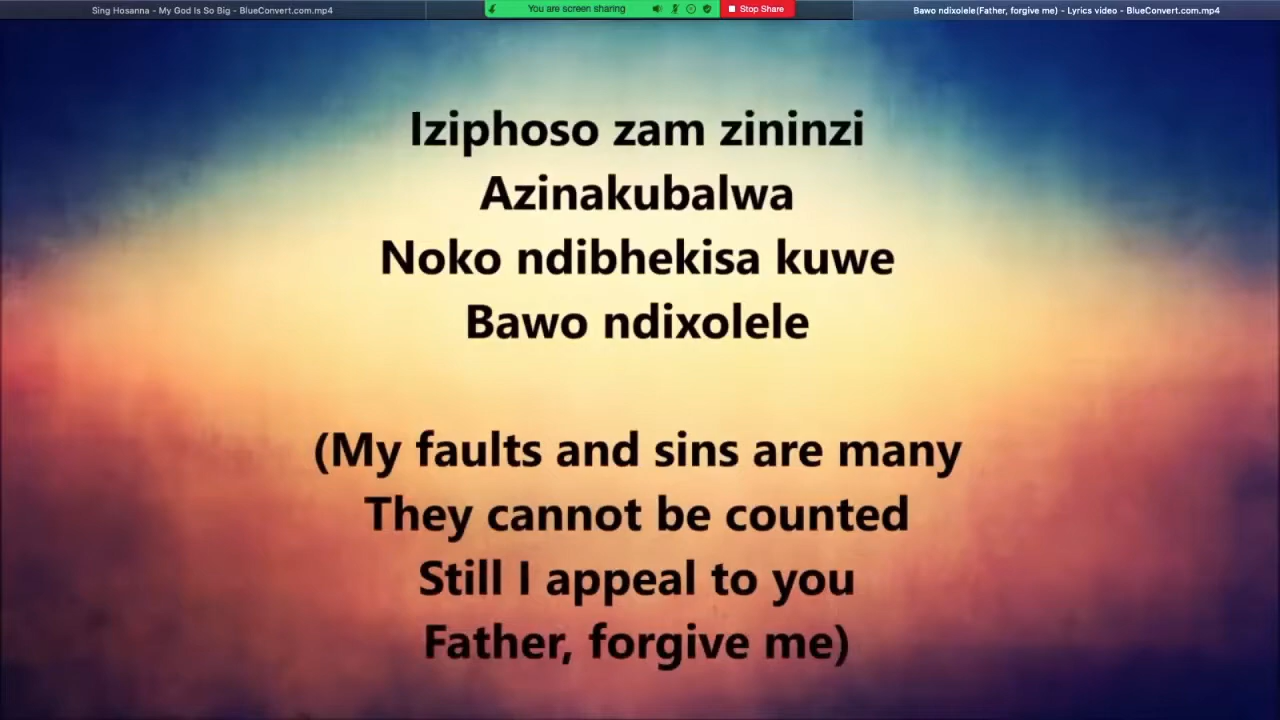 Sing Hosanna - My God Is So Big - BlueConvert.com.mp4
You are screen sharing
Stop Share
Bawo ndixolele(Father, forgive me) - Lyrics video - BlueConvert.com.mp4
Iziphoso zam zininzi
Azinakubalwa
Noko ndibhekisa kuwe
Bawo ndixolele
(My faults and sins are many
They cannot be counted
Still I appeal to you
Father, forgive me)